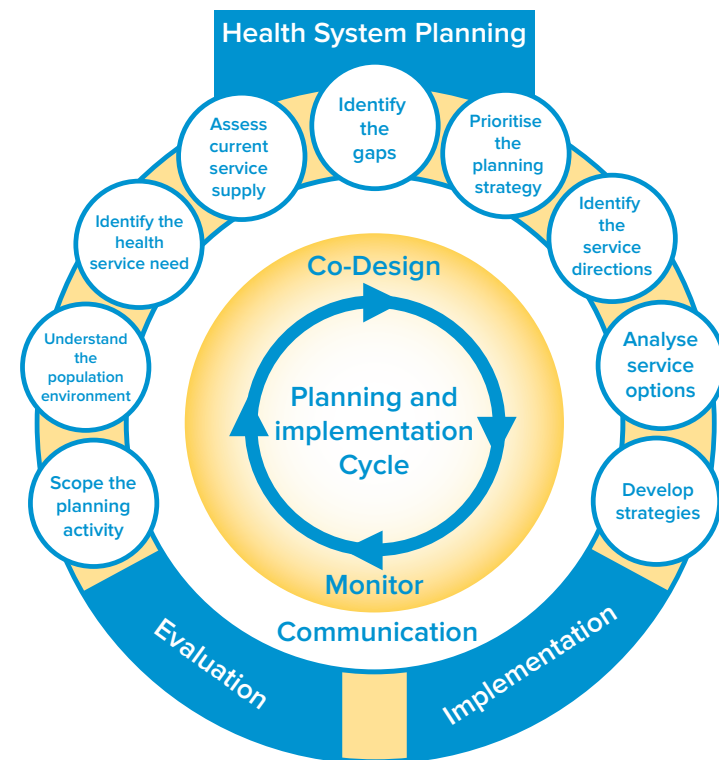 Health System Planning
Identify
the
gaps
Assess
current
service
supply
Prioritise
the
planning
strategy
Identify the
health
service need
Identify
the
service
directions
Understand
the
population
environment
Analyse
service
options
Scope the
planning
activity
Develop
strategies
Co-Design
Planning and
implementation
Cycle
Monitor
Communication
Evaluation
Implementation